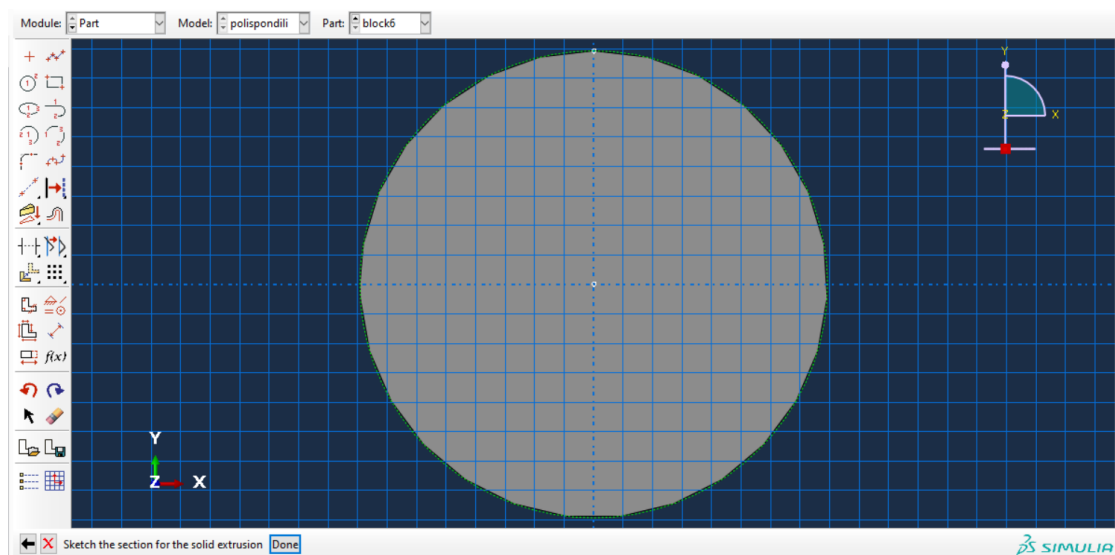 Module: Part Model: polispondili Part: block6
Y
Z X
f(x)
Y
Z X
Sketch the section for the solid extrusion Done
SIMULIA